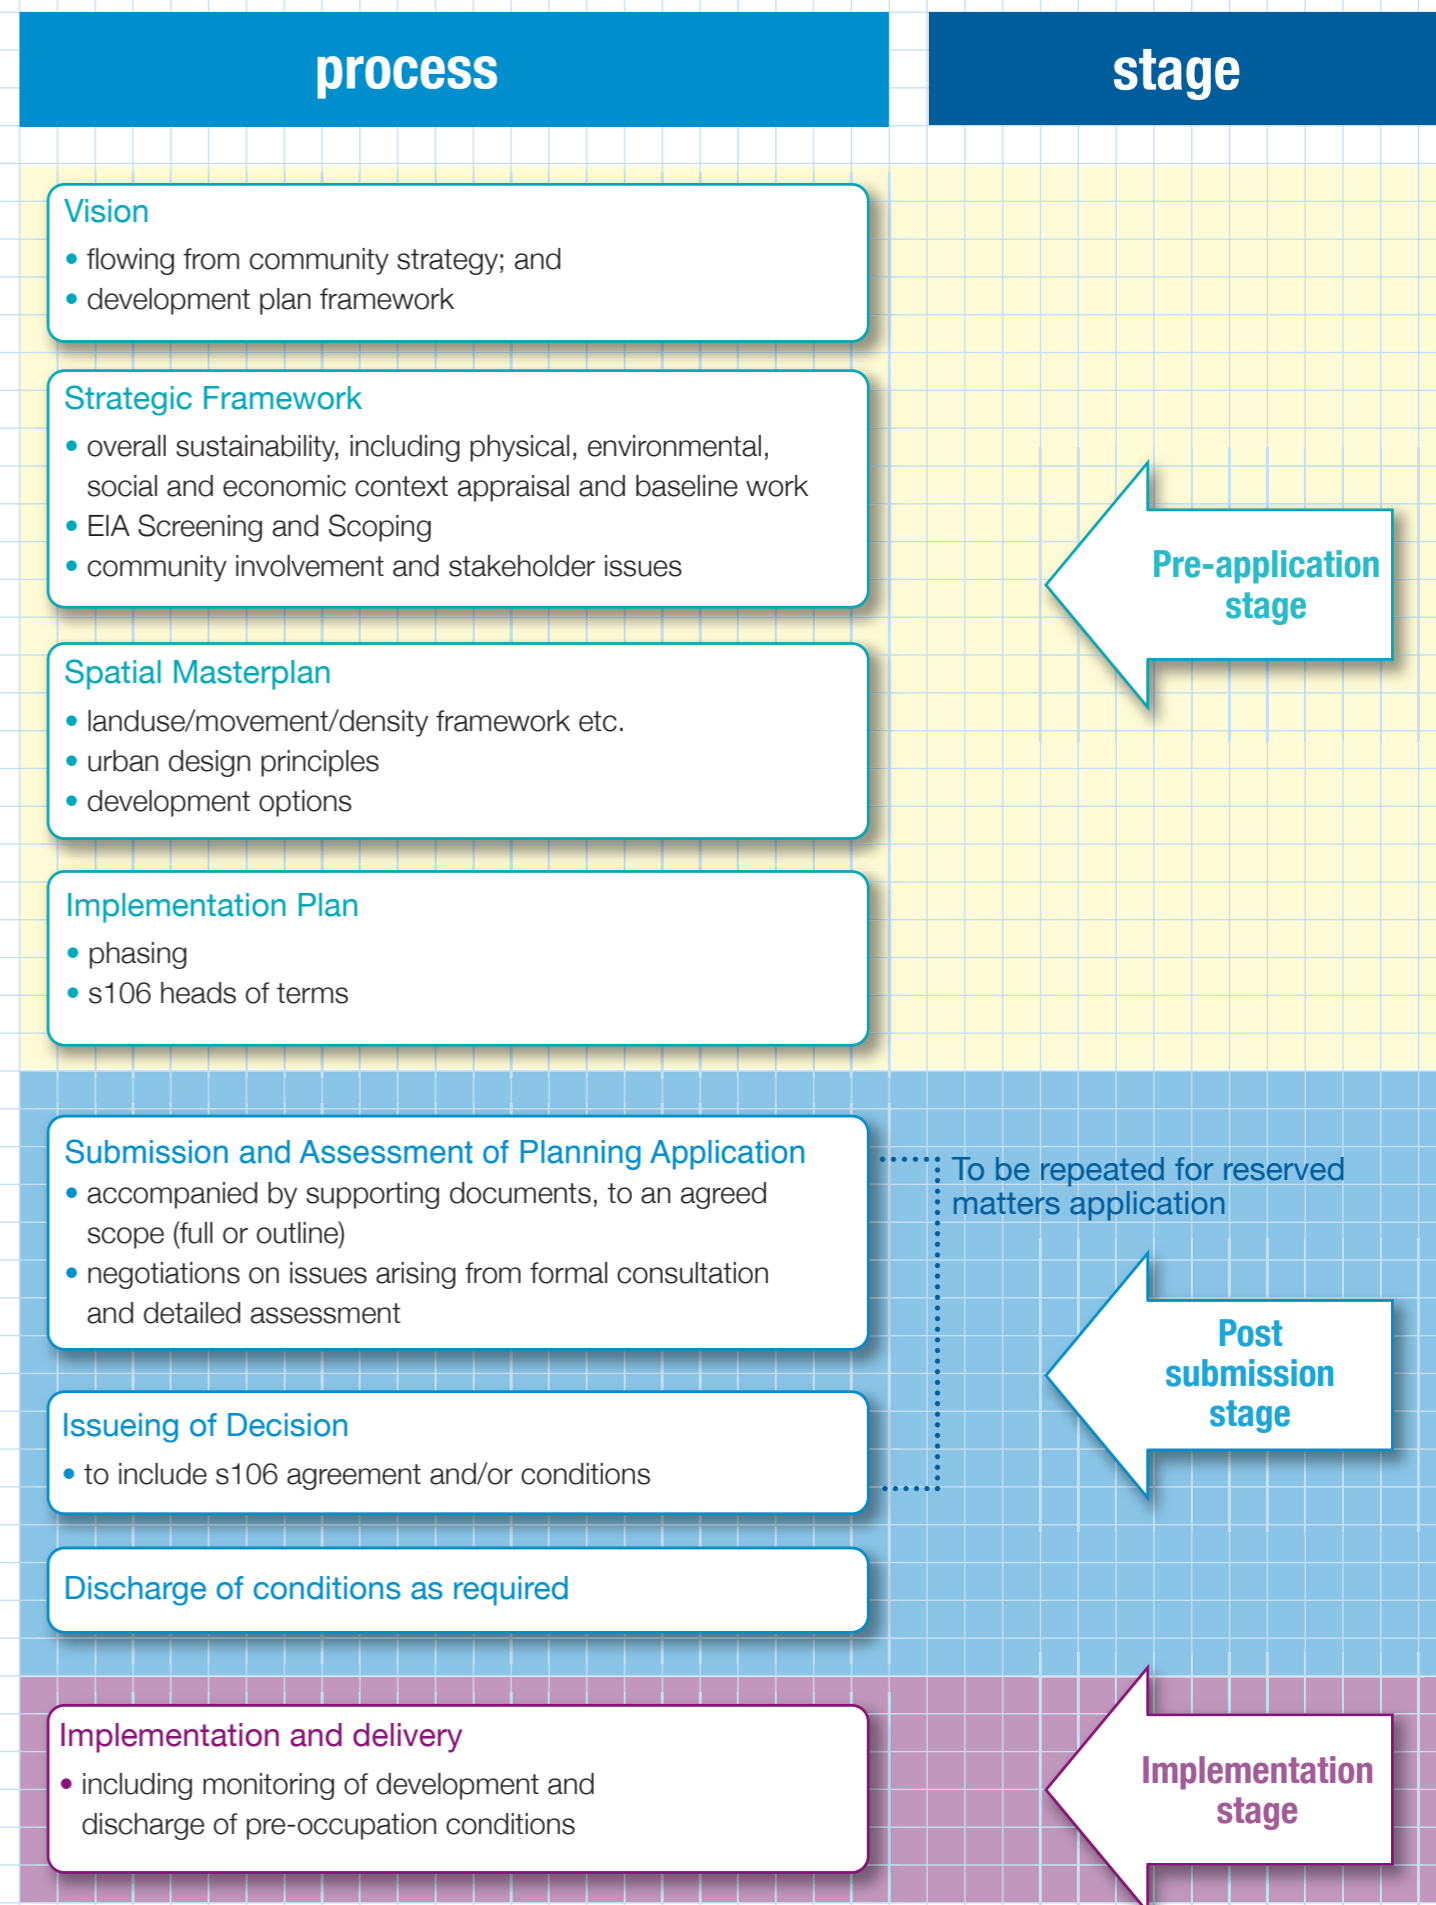 process
stage
Vision
• flowing from community strategy; and
• development plan framework
Strategic Framework
• overall sustainability, including physical, environmental,
social and economic context appraisal and baseline work
• EIA Screening and Scoping
• community involvement and stakeholder issues
Pre-application
stage
Spatial Masterplan
• landuse/movement/density framework etc.
• urban design principles
• development options
Implementation Plan
• phasing
• s106 heads of terms
Submission and Assessment of Planning Application
• accompanied by supporting documents, to an agreed
scope (full or outline)
• negotiations on issues arising from formal consultation
and detailed assessment
To be repeated for reserved
matters application
Post
submission
stage
Issueing of Decision
• to include s106 agreement and/or conditions
Discharge of conditions as required
Implementation and delivery
• including monitoring of development and
discharge of pre-occupation conditions
Implementation
stage